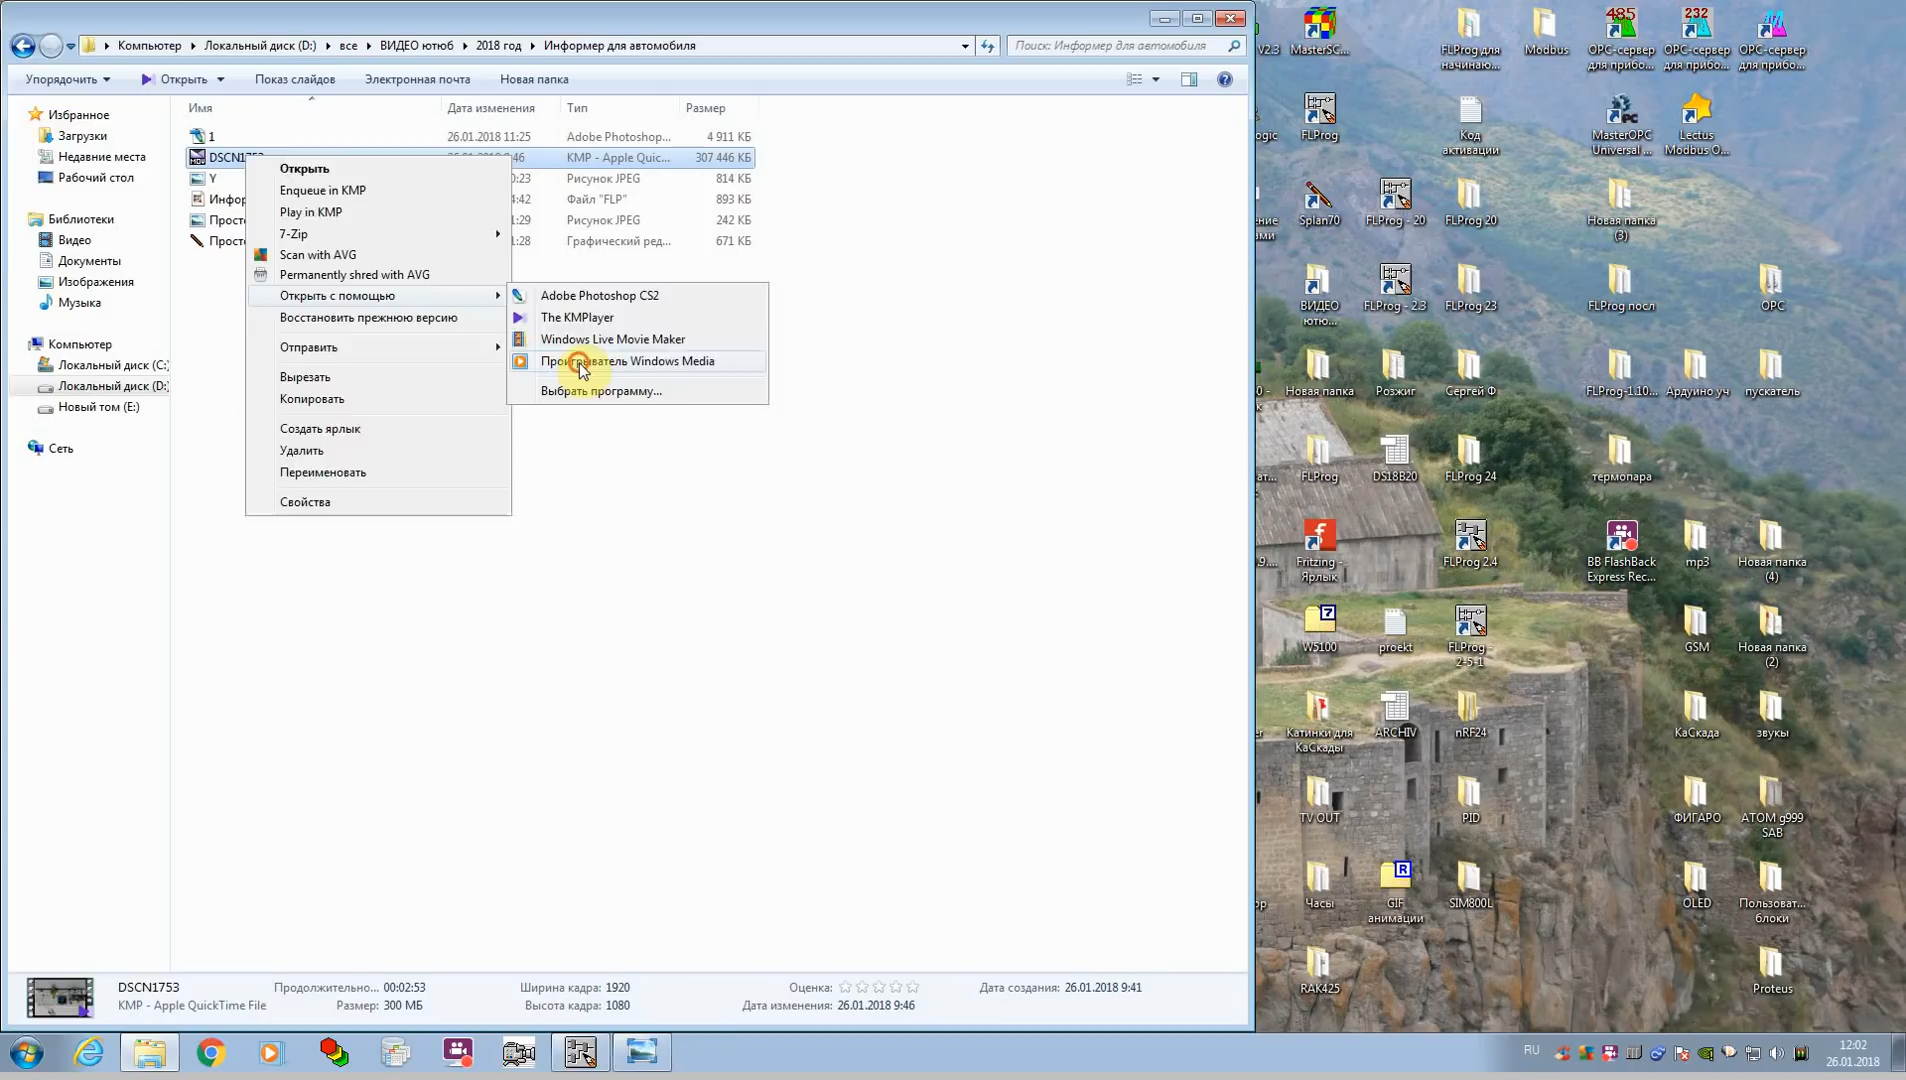 Компьютер
Локальный диск (D:)
все
ВИДЕО ютюб
2018 год
Информер для автомобиля
Поиск: Информер для автомобиля
Упорядочить
Открыть
Показ слайдов
Электронная почта
Новая папка
Имя
Дата изменения
Тип
Размер
1
26.01.2018 11:25
Adobe Photoshop...
4 911 КБ
DSCN1753
KMP - Apple Quic...
307 446 КБ
Y
Рисунок JPEG
814 КБ
Файл "FLP"
893 КБ
Рисунок JPEG
242 КБ
Графический ред...
671 КБ
Избранное
Загрузки
Недавние места
Рабочий стол
Библиотеки
Видео
Документы
Изображения
Музыка
Компьютер
Локальный диск (C:)
Локальный диск (D:)
Новый том (E:)
Сеть
Открыть
Enqueue in KMP
Play in KMP
7-Zip
Scan with AVG
Permanently shred with AVG
Открыть с помощью
Восстановить прежнюю версию
Отправить
Вырезать
Копировать
Создать ярлык
Удалить
Переименовать
Свойства
Adobe Photoshop CS2
The KMPlayer
Windows Live Movie Maker
Проигрыватель Windows Media
Выбрать программу...
DSCN1753
Продолжительно... 00:02:53
Ширина кадра: 1920
Оценка:
Дата создания: 26.01.2018 9:41
KMP - Apple QuickTime File
Размер: 300 МБ
Высота кадра: 1080
Дата изменения: 26.01.2018 9:46
MasterSC...
FLProg для
начинаю...
Modbus
485
OPC-сервер
для прибо...
232
OPC-сервер
для прибо...
OPC-сервер
для прибо...
FLProg
Код
активации
MasterOPC
Universal ...
Lectus
Modbus O...
Splan70
FLProg - 20
FLProg 20
Новая папка
(3)
ВИДЕО
ютю...
FLProg - 2.3
FLProg 23
FLProg посл
OPC
Новая папка
Розжиг
Сергей Ф
FLProg-1.10...
Ардуино уч
пускатель
FLProg
DS18B20
FLProg 24
термопара
Fritzing -
Ярлык
FLProg 2.4
BB FlashBack
Express Rec...
mp3
Новая папка
(4)
W5100
proekt
FLProg -
2-5-1
GSM
Новая папка
(2)
Катинки для
КаСкады
ARCHIV
nRF24
КаСкада
звуки
TV OUT
PID
ФИГАРО
ATOM g999
SAB
Часы
GIF
анимации
SIM800L
OLED
Пользоват...
блоки
RAK425
Proteus
RU
12:02
26.01.2018